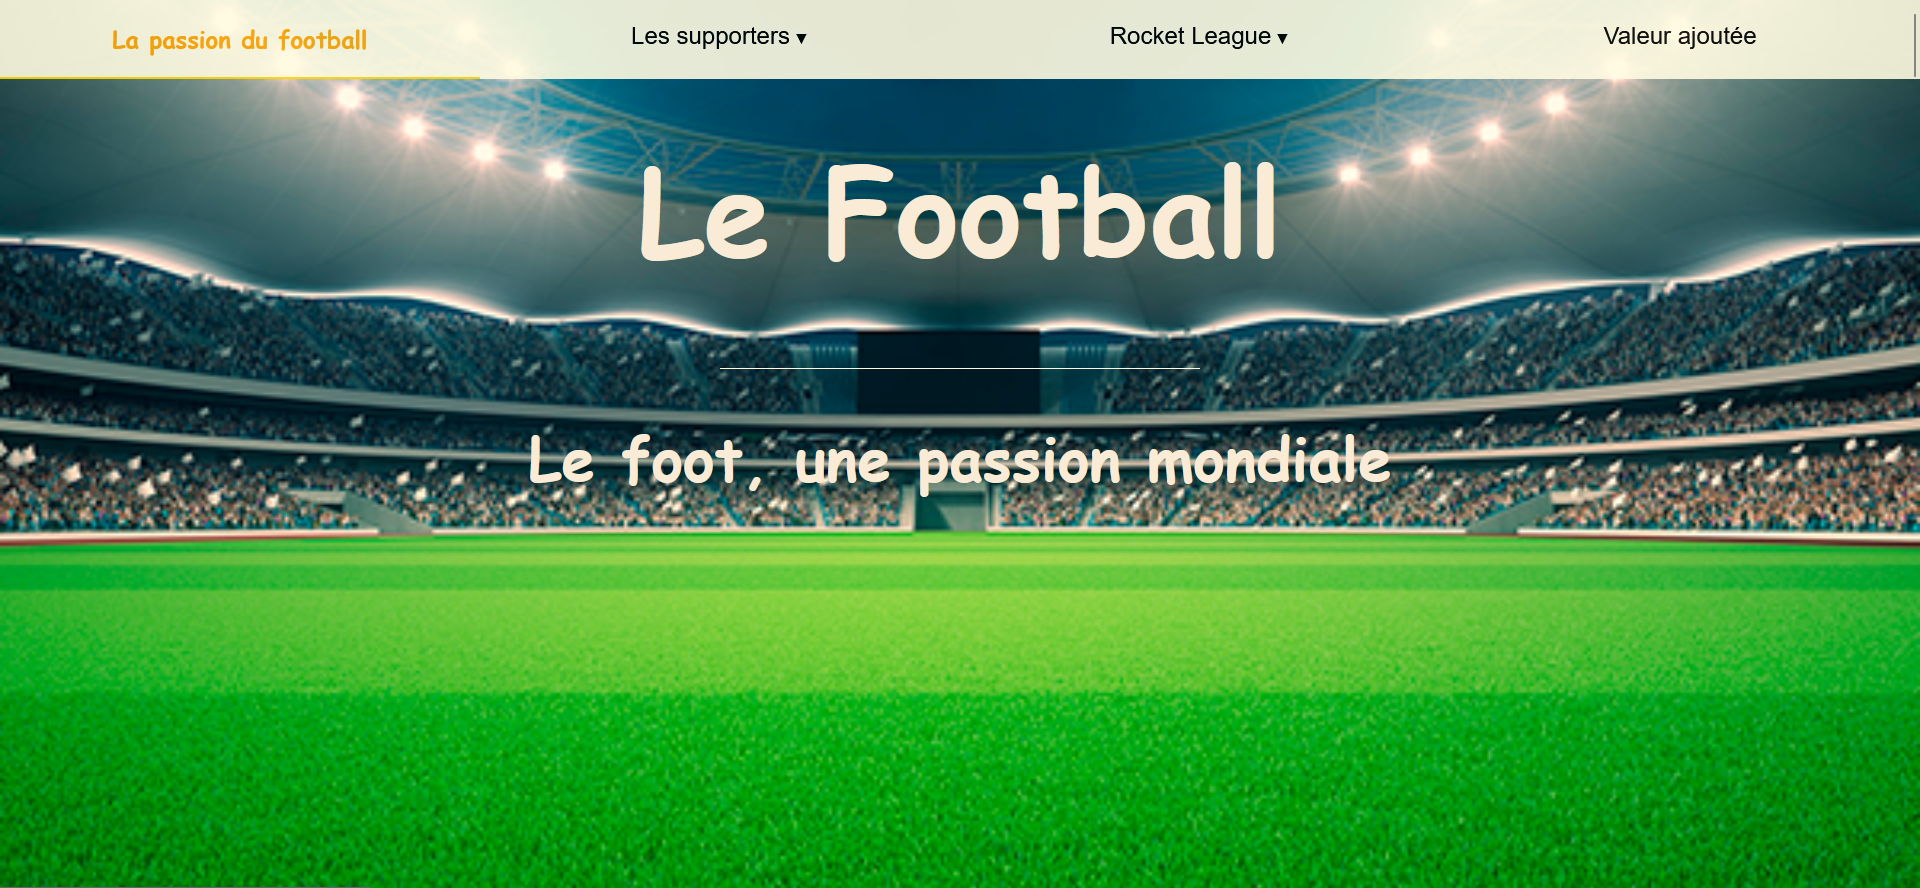 La passion du football
Les supporters ▾
Rocket League ▾
Valeur ajoutée
Le Football
Le foot, une passion mondiale